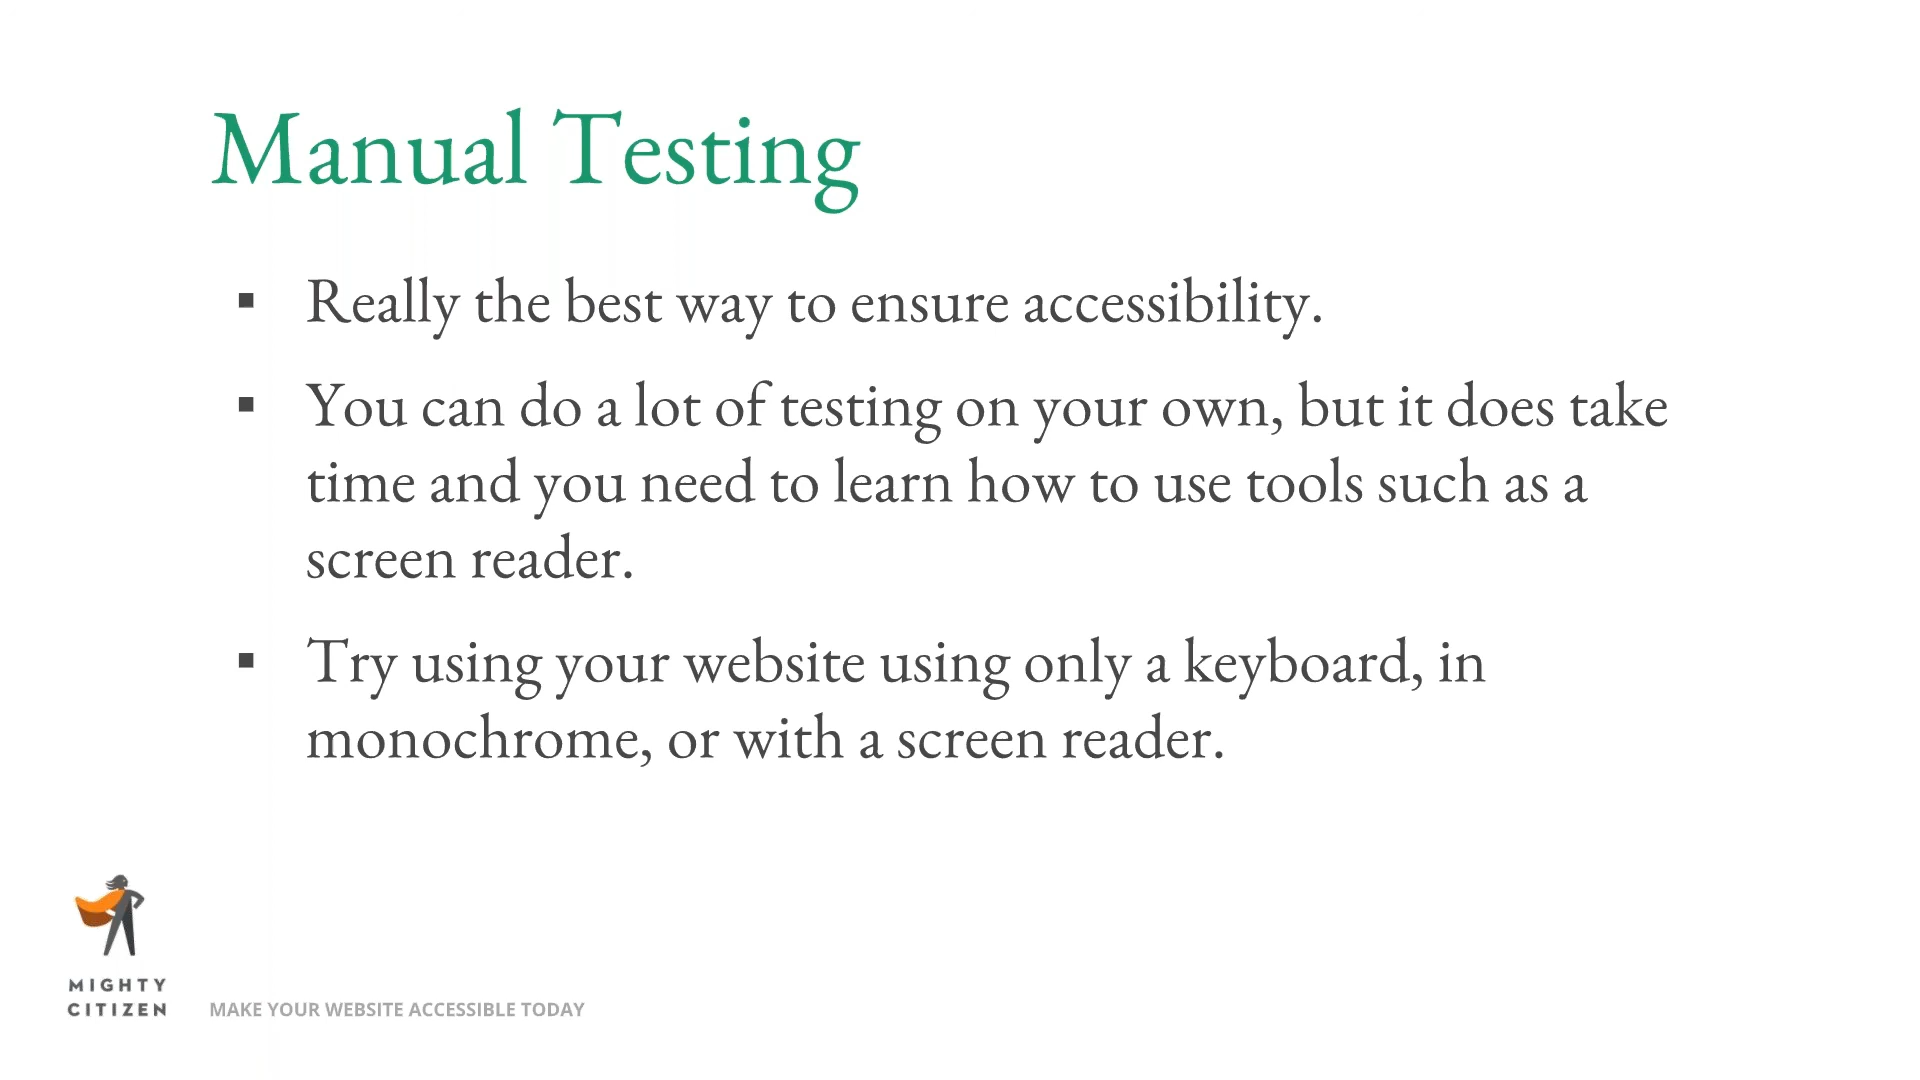 Manual Testing
▪ Really the best way to ensure accessibility.
▪ You can do a lot of testing on your own, but it does take
time and you need to learn how to use tools such as a
screen reader.
▪ Try using your website using only a keyboard, in
monochrome, or with a screen reader.
MIGHTY
CITIZEN
MAKE YOUR WEBSITE ACCESSIBLE TODAY